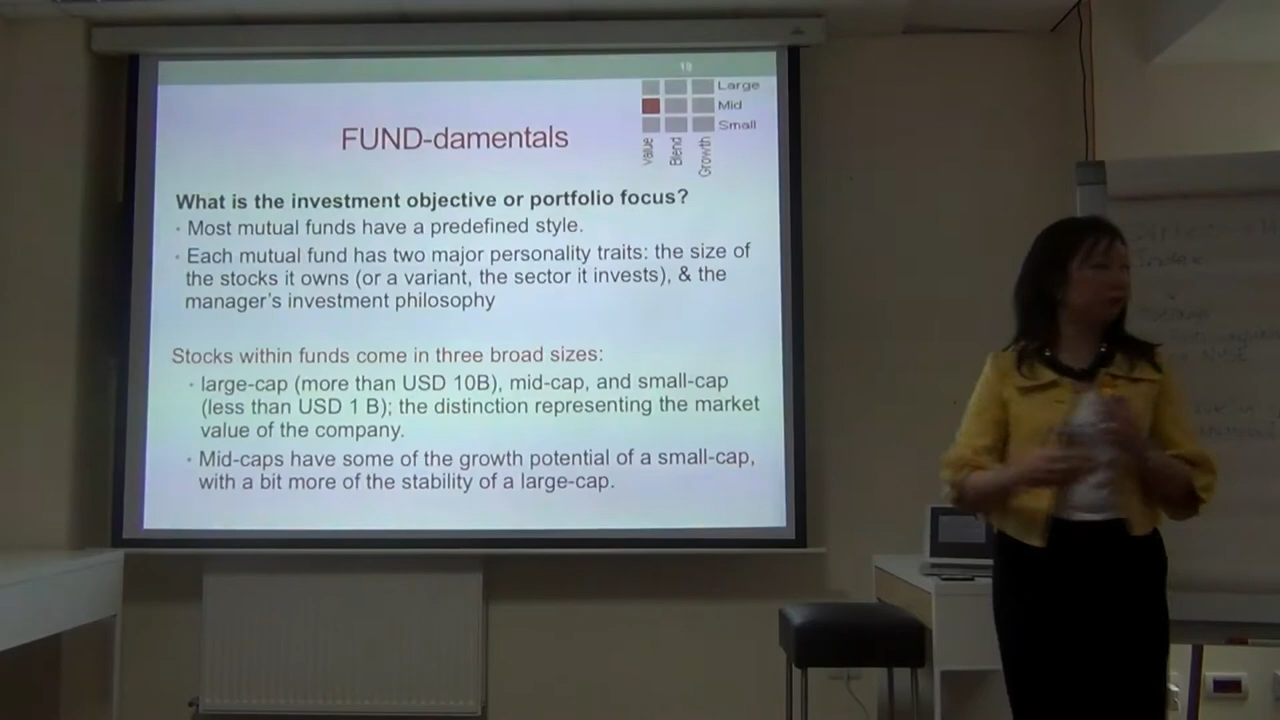 19
Large
Mid
Small
Value
Blend
Growth
FUND-damentals
What is the investment objective or portfolio focus?
· Most mutual funds have a predefined style.
· Each mutual fund has two major personality traits: the size of
the stocks it owns (or a variant, the sector it invests), & the
manager's investment philosophy
Stocks within funds come in three broad sizes:
· large-cap (more than USD 10B), mid-cap, and small-cap
(less than USD 1 B); the distinction representing the market
value of the company.
· Mid-caps have some of the growth potential of a small-cap,
with a bit more of the stability of a large-cap.
Index
NYSE